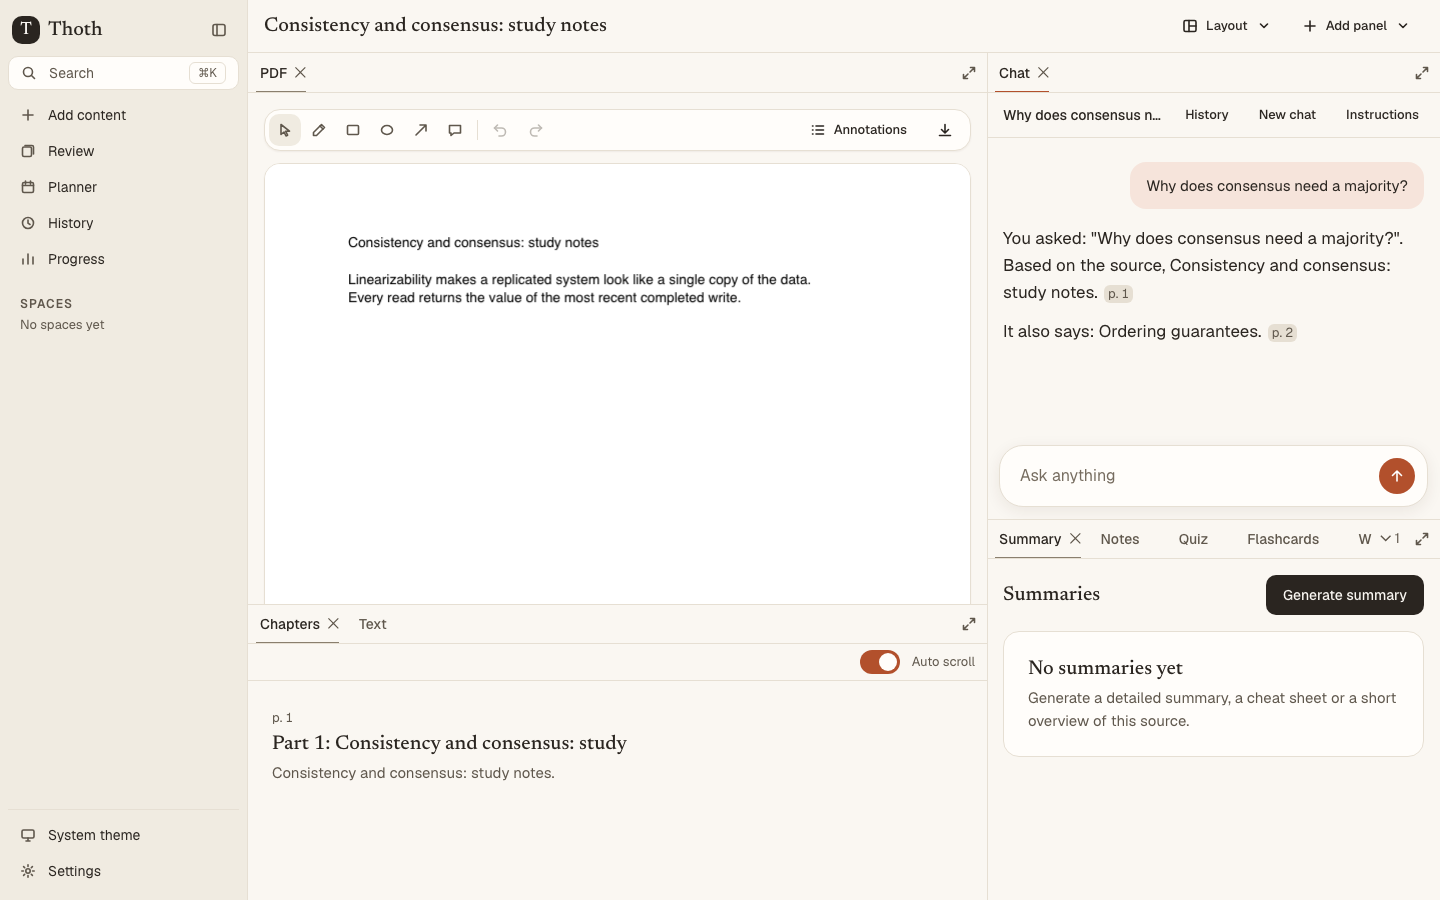 T Thoth
Search ⌘K
Add content
Review
Planner
History
Progress
SPACES
No spaces yet
System theme
Settings
Consistency and consensus: study notes
Layout
Add panel
PDF
Annotations
Consistency and consensus: study notes
Linearizability makes a replicated system look like a single copy of the data.
Every read returns the value of the most recent completed write.
Chapters Text
Auto scroll
p. 1
Part 1: Consistency and consensus: study
Consistency and consensus: study notes.
Chat
Why does consensus n... History New chat Instructions
Why does consensus need a majority?
You asked: "Why does consensus need a majority?".
Based on the source, Consistency and consensus:
study notes. p. 1
It also says: Ordering guarantees. p. 2
Ask anything
Summary Notes Quiz Flashcards W 1
Summaries
Generate summary
No summaries yet
Generate a detailed summary, a cheat sheet or a short
overview of this source.